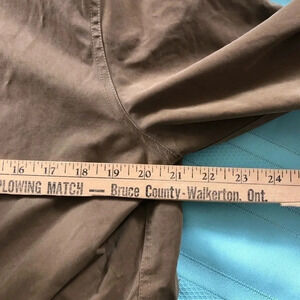 16 17 18 19 20 21 22 23 24
PLOWING MATCH — Bruce County-Walkerton, Ont.